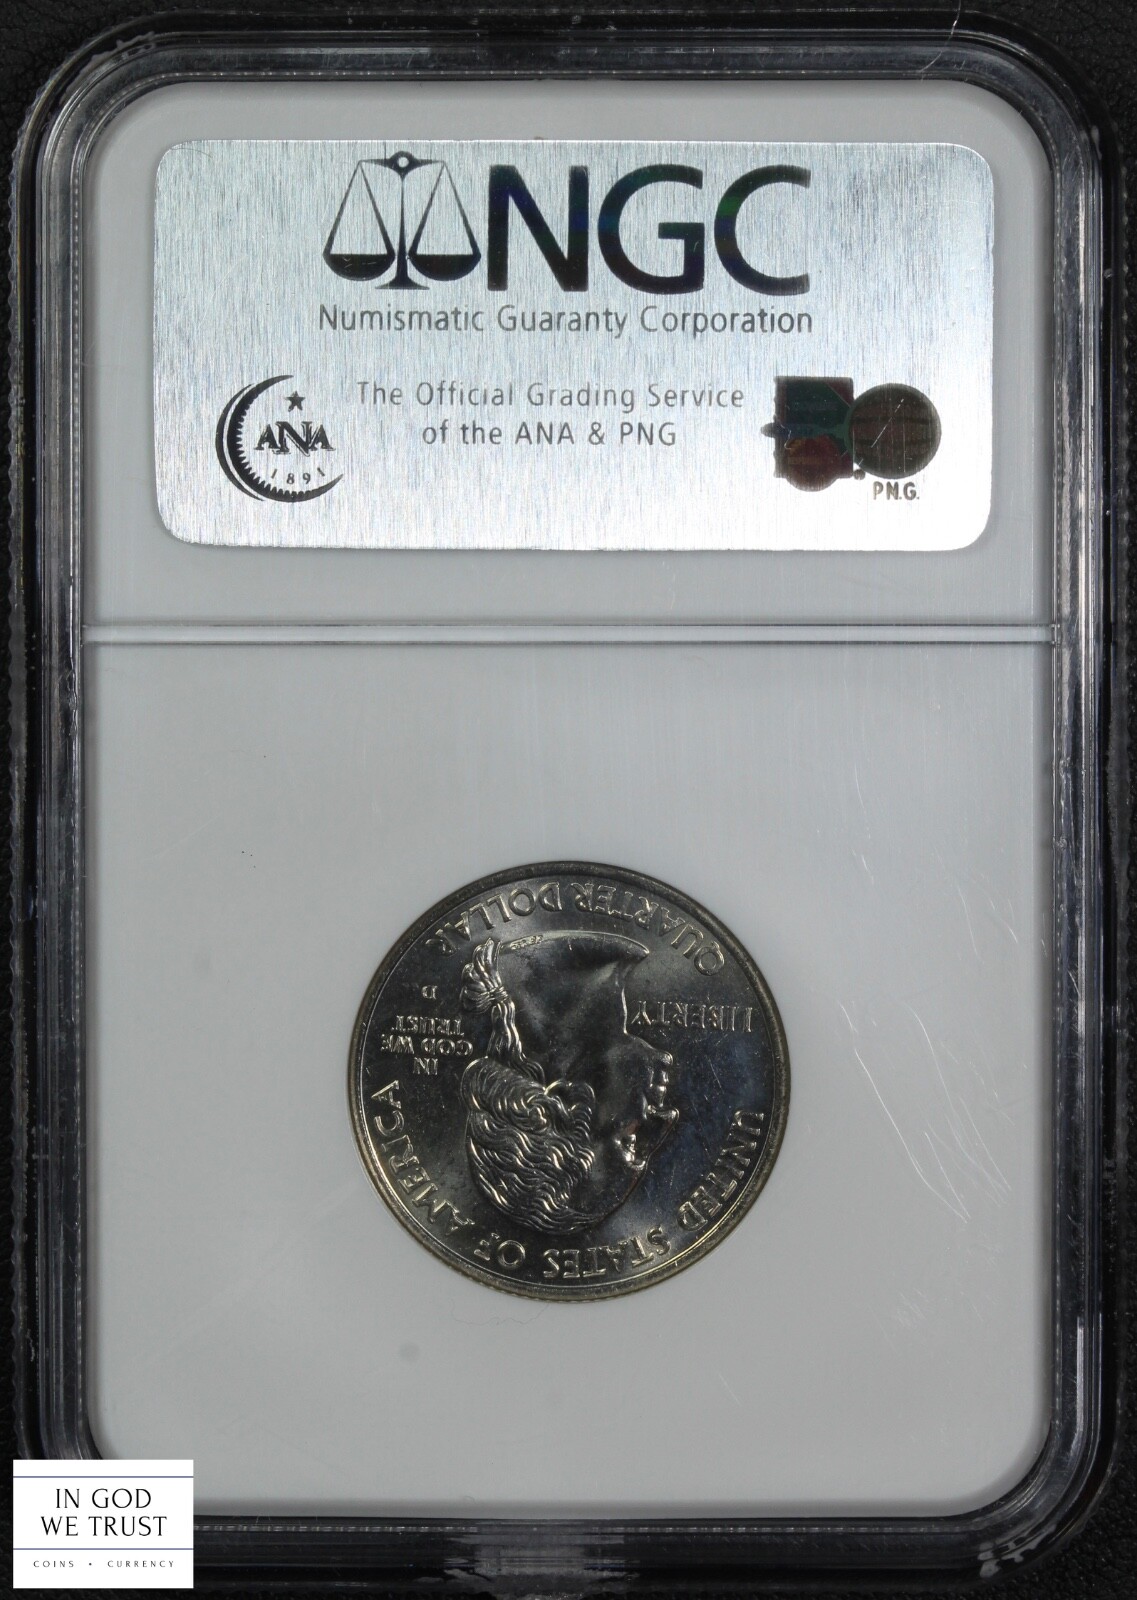 NGC
Numismatic Guaranty Corporation
The Official Grading Service
of the ANA & PNG
ANA
1891
P.N.G.
QUARTER DOLLAR
LIBERTY
D
IN
GOD WE
TRUST
UNITED STATES OF AMERICA
IN GOD
WE TRUST
COINS • CURRENCY